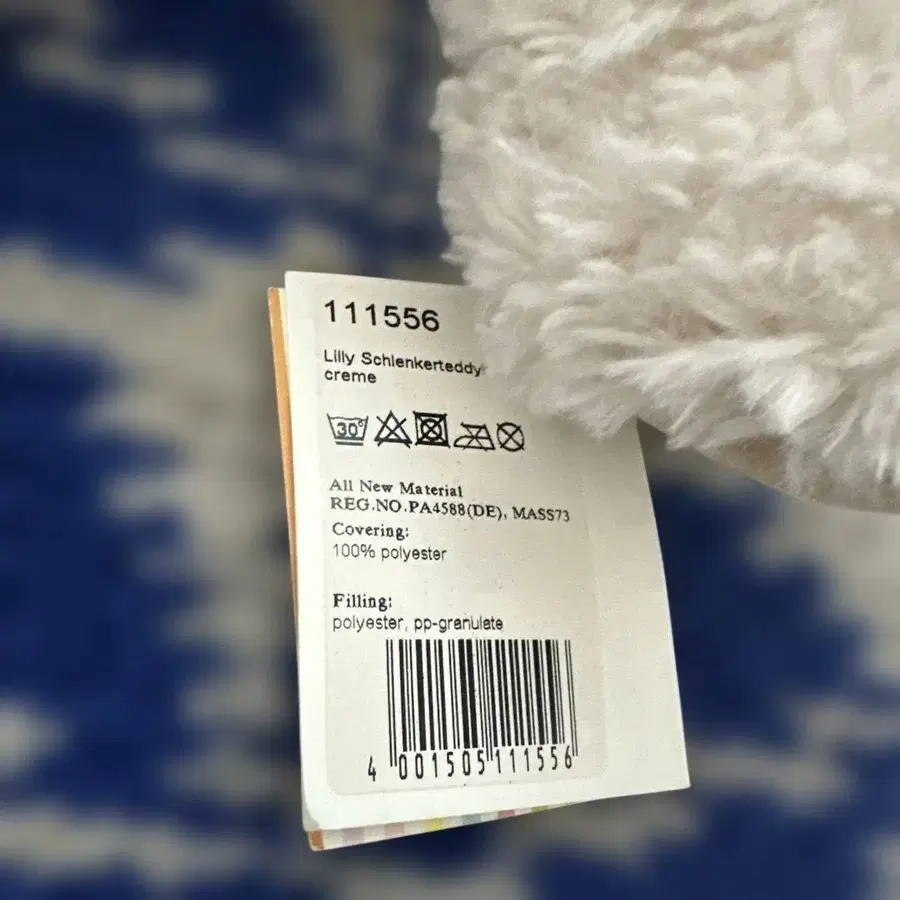 111556
Lilly Schlenkerteddy
creme
30°
All New Material
REG.NO.PA4588(DE), MASS73
Covering:
100% polyester
Filling:
polyester, pp-granulate
4 001505 111556